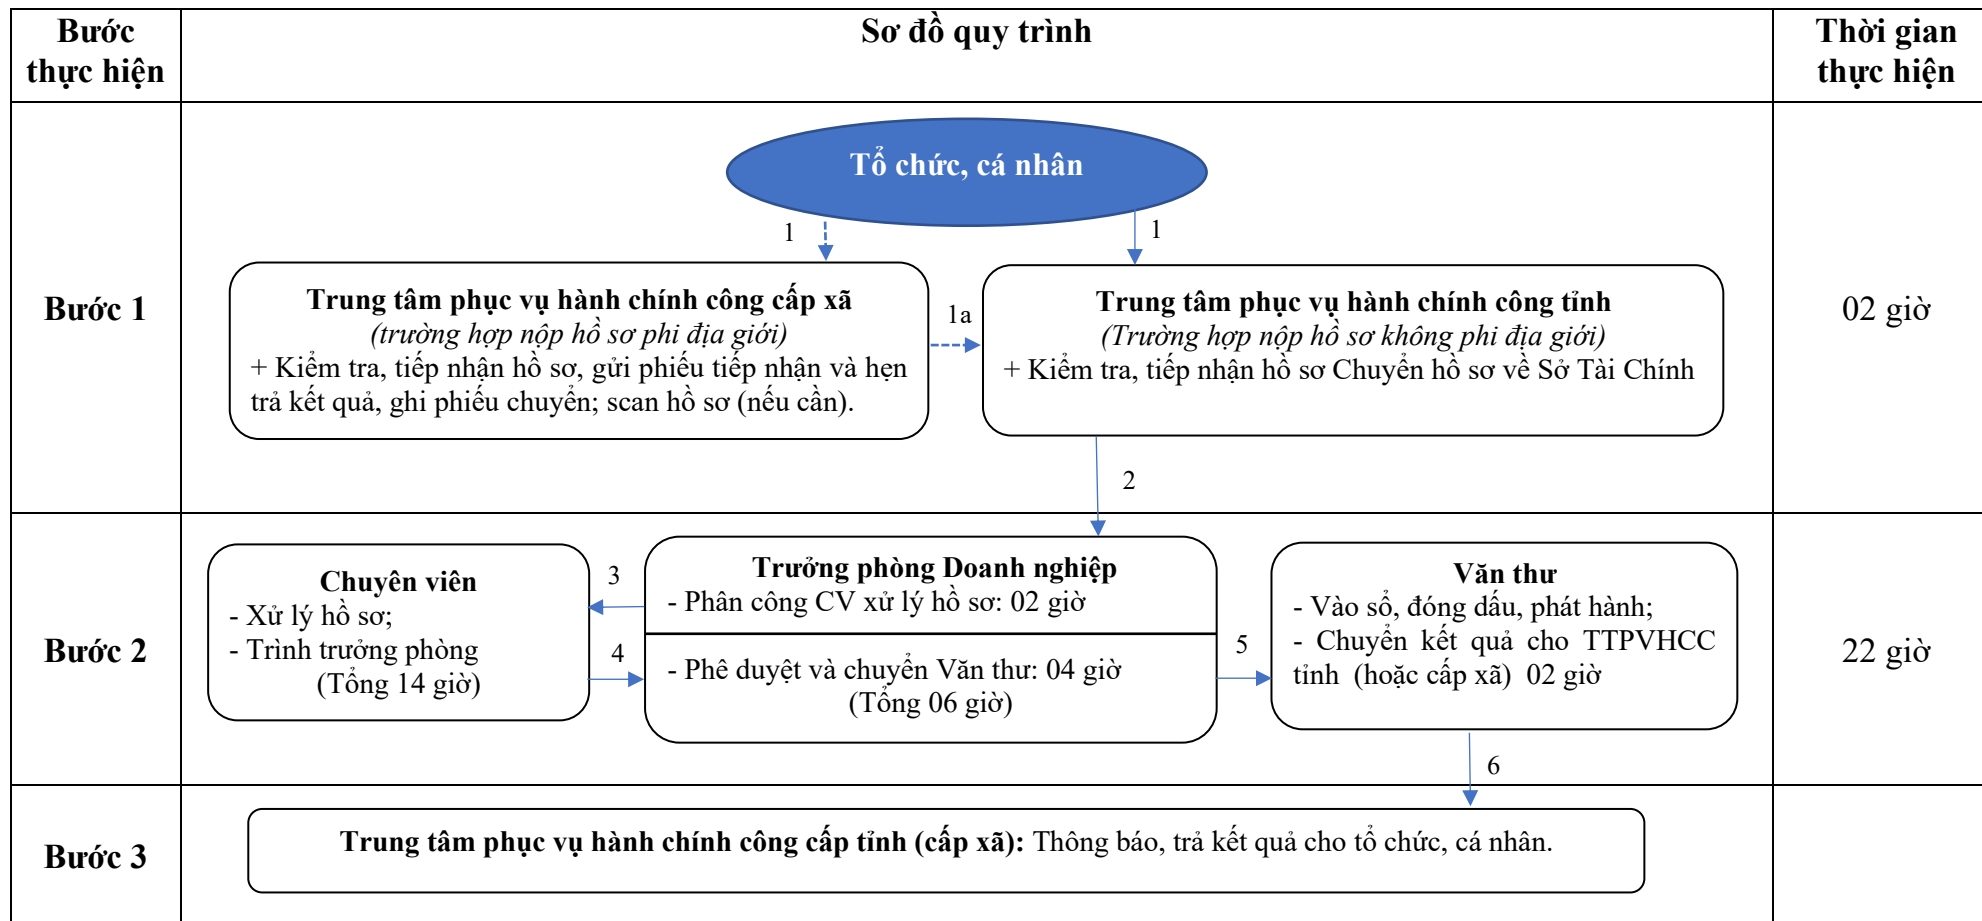 Bước
thực hiện
Sơ đồ quy trình
Thời gian
thực hiện
Bước 1
Tổ chức, cá nhân
1
1
Trung tâm phục vụ hành chính công cấp xã
(trường hợp nộp hồ sơ phi địa giới)
+ Kiểm tra, tiếp nhận hồ sơ, gửi phiếu tiếp nhận và hẹn
trả kết quả, ghi phiếu chuyển; scan hồ sơ (nếu cần).
1a
Trung tâm phục vụ hành chính công tỉnh
(Trường hợp nộp hồ sơ không phi địa giới)
+ Kiểm tra, tiếp nhận hồ sơ Chuyển hồ sơ về Sở Tài Chính
02 giờ
2
Bước 2
Chuyên viên
- Xử lý hồ sơ;
- Trình trưởng phòng
(Tổng 14 giờ)
3
4
Trưởng phòng Doanh nghiệp
- Phân công CV xử lý hồ sơ: 02 giờ
- Phê duyệt và chuyển Văn thư: 04 giờ
(Tổng 06 giờ)
5
Văn thư
- Vào sổ, đóng dấu, phát hành;
- Chuyển kết quả cho TTPVHCC
tỉnh (hoặc cấp xã) 02 giờ
22 giờ
6
Bước 3
Trung tâm phục vụ hành chính công cấp tỉnh (cấp xã): Thông báo, trả kết quả cho tổ chức, cá nhân.